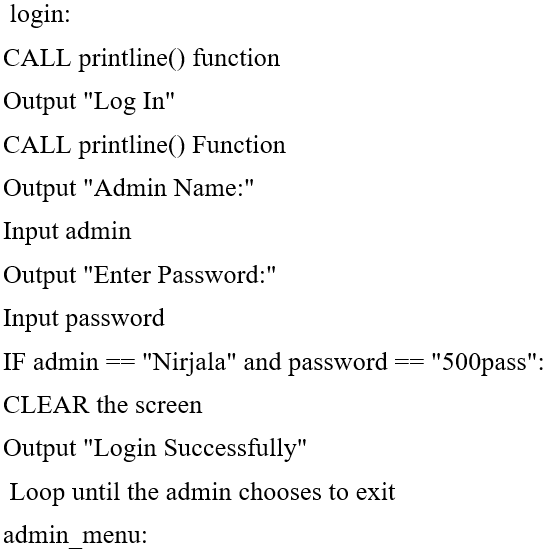 login:
CALL printline() function
Output "Log In"
CALL printline() Function
Output "Admin Name:"
Input admin
Output "Enter Password:"
Input password
IF admin == "Nirjala" and password == "500pass":
CLEAR the screen
Output "Login Successfully"
Loop until the admin chooses to exit
admin_menu: